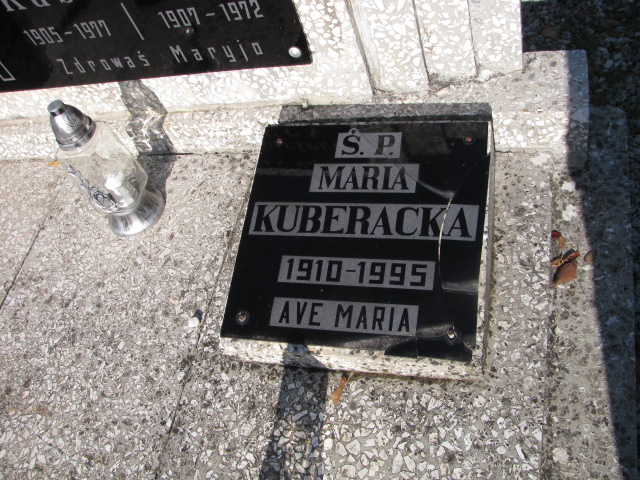 1905-1977
1907-1972
Zdrowaś Maryjo
Ś. P.
MARIA
KUBERACKA
1910-1995
AVE MARIA